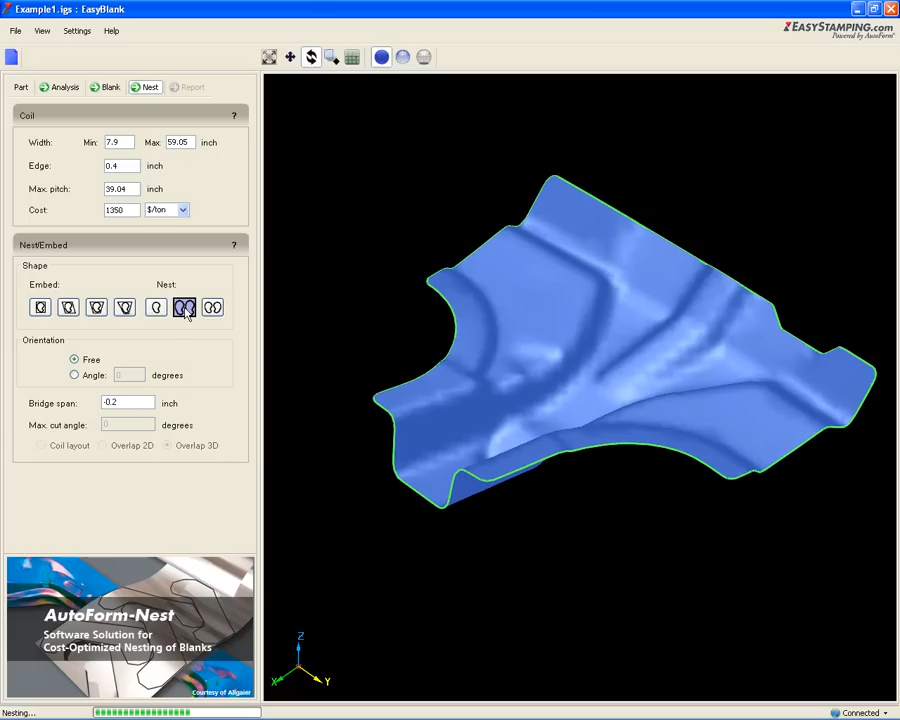 Example1.igs : EasyBlank
File View Settings Help
EASYSTAMPING.COM
Powered by AutoForm®
Part Analysis Blank Nest Report
Coil ?
Width: Min: 7.9 Max: 59.05 inch
Edge: 0.4 inch
Max. pitch: 39.04 inch
Cost: 1350 $/ton
Nest/Embed ?
Shape
Embed: Nest:
Orientation
Free
Angle: 0 degrees
Bridge span: -0.2 inch
Max. cut angle: 0 degrees
Coil layout Overlap 2D Overlap 3D
AutoForm-Nest
Software Solution for
Cost-Optimized Nesting of Blanks
Courtesy of Allgaier
Z
X Y
Nesting... Connected